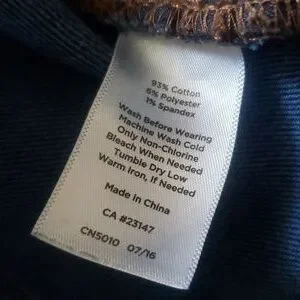 93% Cotton
6% Polyester
1% Spandex
Wash Before Wearing
Machine Wash Cold
Only Non-Chlorine
Bleach When Needed
Tumble Dry Low
Warm Iron, If Needed
Made in China
CA #23147
CN5010 07/16